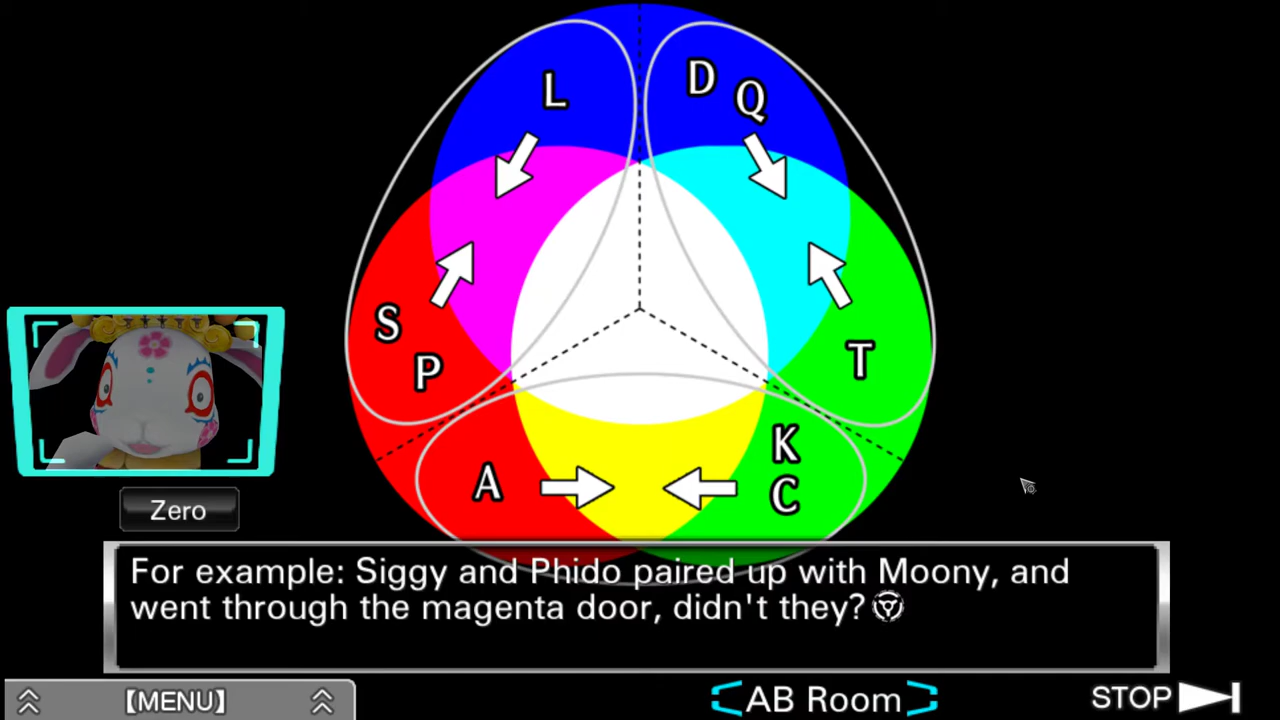 L
D Q
S
P
T
A
K
C
Zero
For example: Siggy and Phido paired up with Moony, and
went through the magenta door, didn't they?
【MENU】
AB Room
STOP